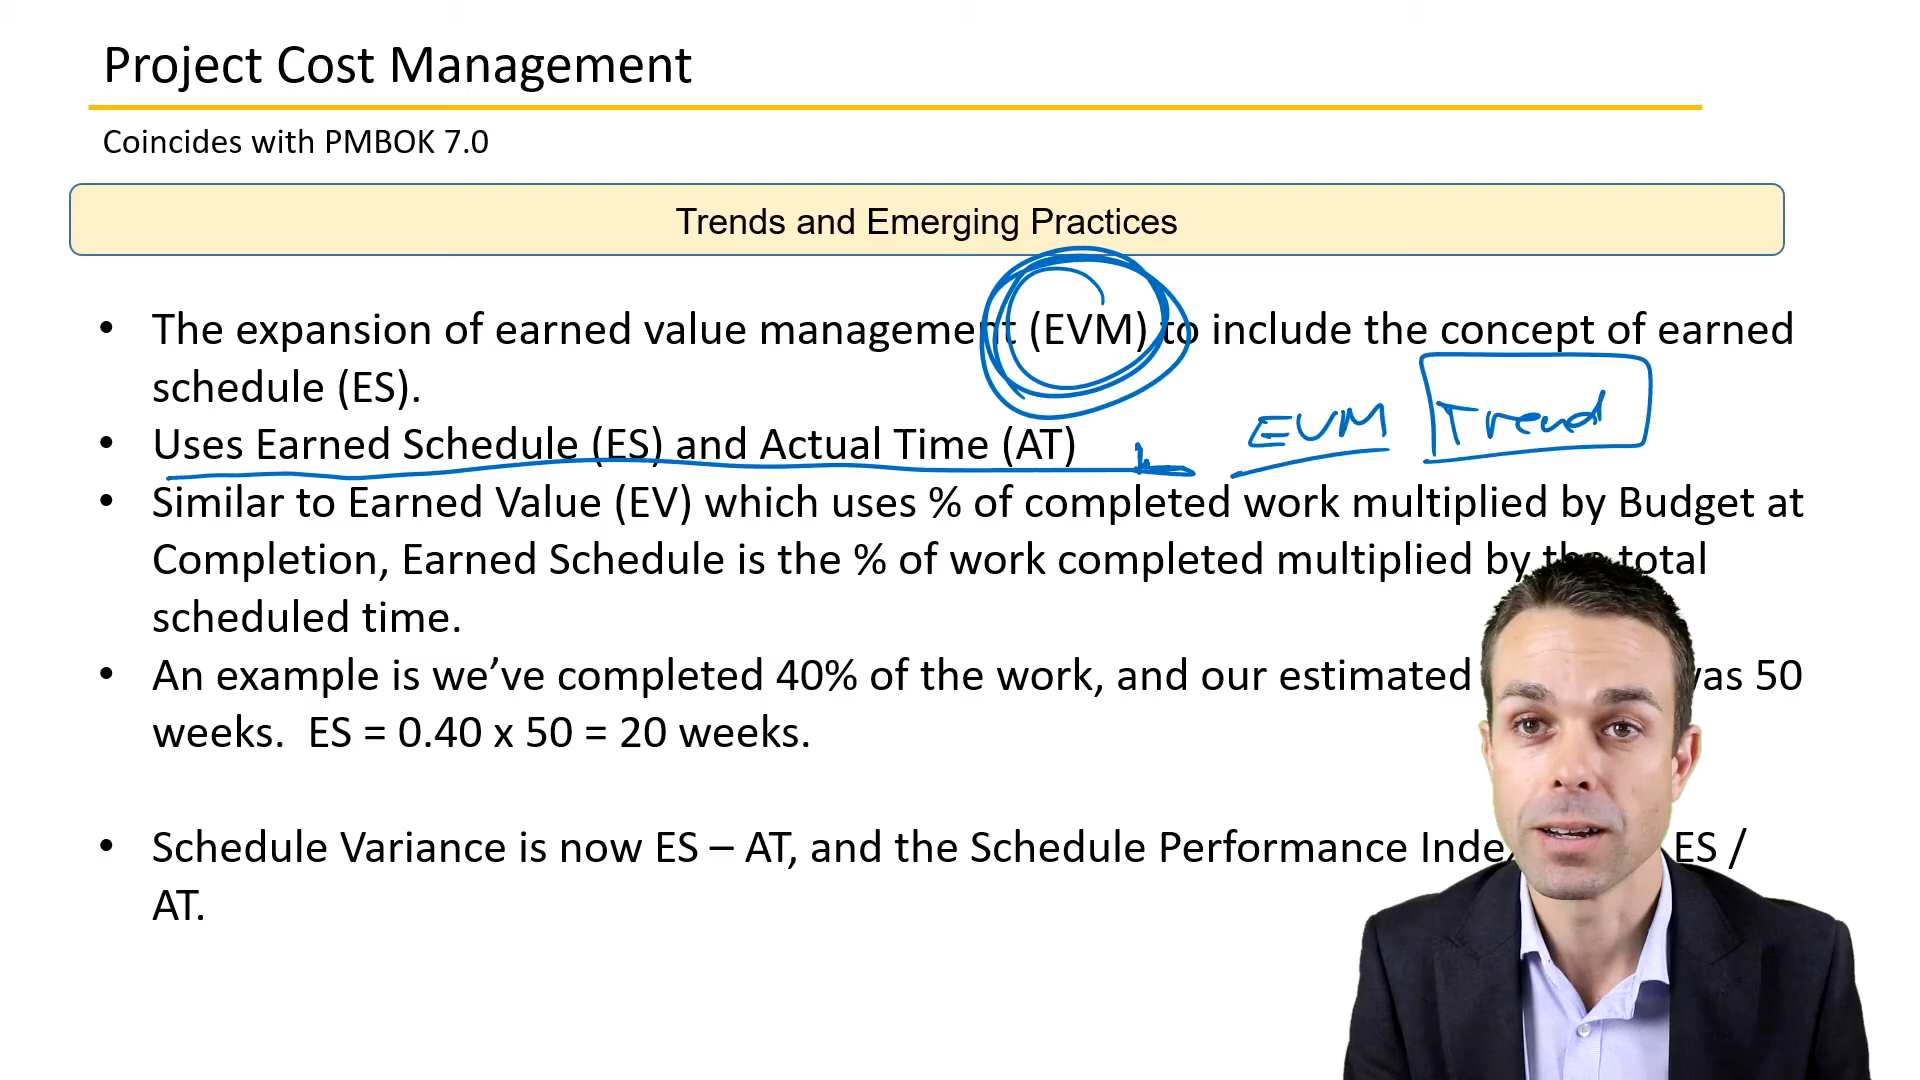 Project Cost Management
Coincides with PMBOK 7.0
Trends and Emerging Practices
• The expansion of earned value management (EVM) to include the concept of earned
schedule (ES).
EVM Trend
• Uses Earned Schedule (ES) and Actual Time (AT)
• Similar to Earned Value (EV) which uses % of completed work multiplied by Budget at
Completion, Earned Schedule is the % of work completed multiplied by the total
scheduled time.
• An example is we’ve completed 40% of the work, and our estimated was 50
weeks. ES = 0.40 x 50 = 20 weeks.
• Schedule Variance is now ES – AT, and the Schedule Performance Index ES /
AT.